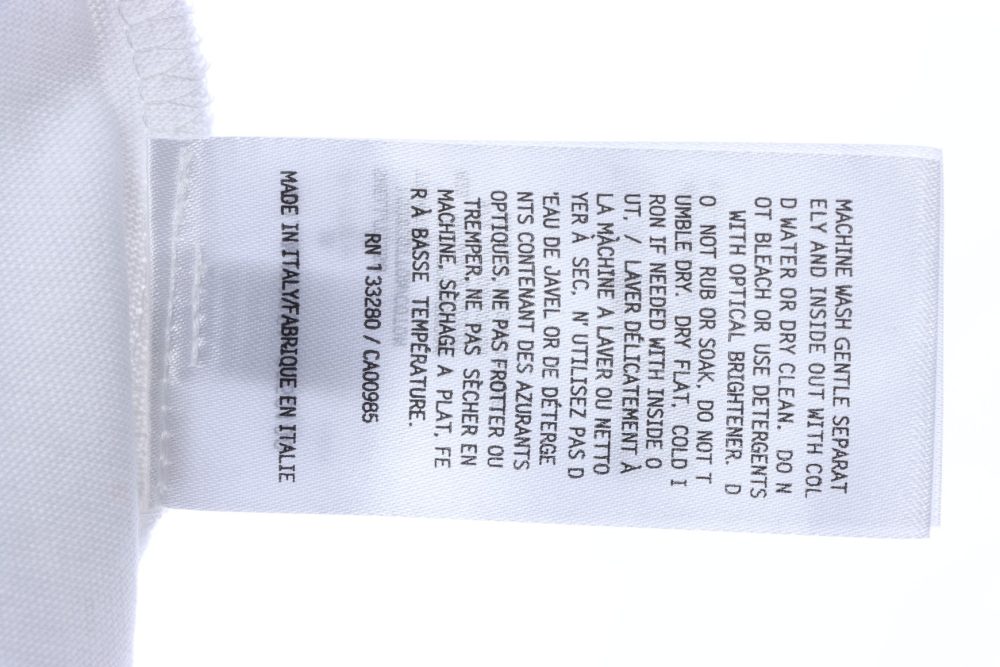 MACHINE WASH GENTLE SEPARAT
ELY AND INSIDE OUT WITH COL
D WATER OR DRY CLEAN. DO N
OT BLEACH OR USE DETERGENTS
WITH OPTICAL BRIGHTENER. D
O NOT RUB OR SOAK. DO NOT T
UMBLE DRY. DRY FLAT. COLD I
RON IF NEEDED WITH INSIDE O
UT. / LAVER DÉLICATEMENT À
LA MÀCHINE A LAVER OU NETTO
YER À SEC. N'UTILISEZ PAS D
'EAU DE JAVEL OR DE DÉTERGE
NTS CONTENANT DES AZURANTS
OPTIQUES. NE PAS FROTTER OU
TREMPER. NE PAS SÈCHER EN
MACHINE. SÈCHAGE A PLAT. FE
R À BASSE TEMPÉRATURE.
RN 133280 / CA00985
MADE IN ITALY/FABRIQUE EN ITALIE